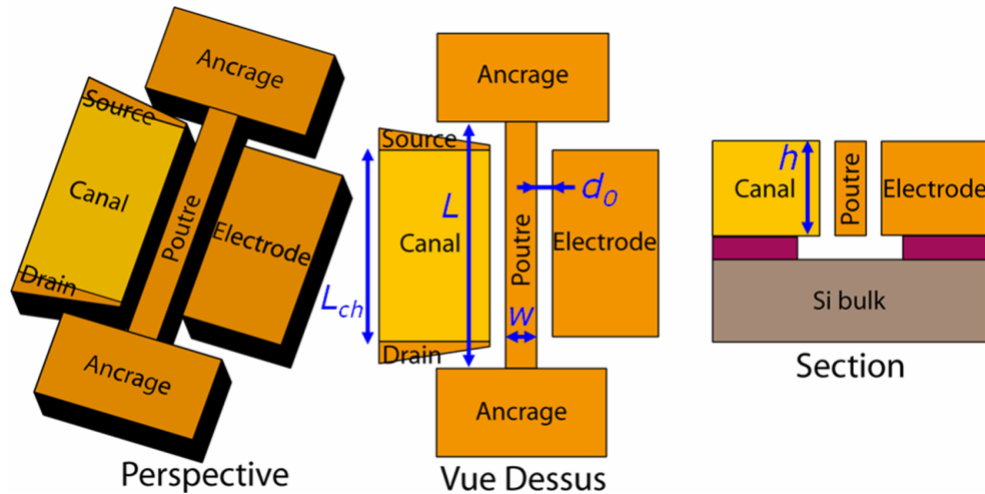 Ancrage
Source
Canal
Poutre
Electrode
Drain
Ancrage
Perspective
Ancrage
Source
L
d0
Canal
Poutre
Electrode
Lch
w
Drain
Ancrage
Vue Dessus
h
Canal
Poutre
Electrode
Si bulk
Section